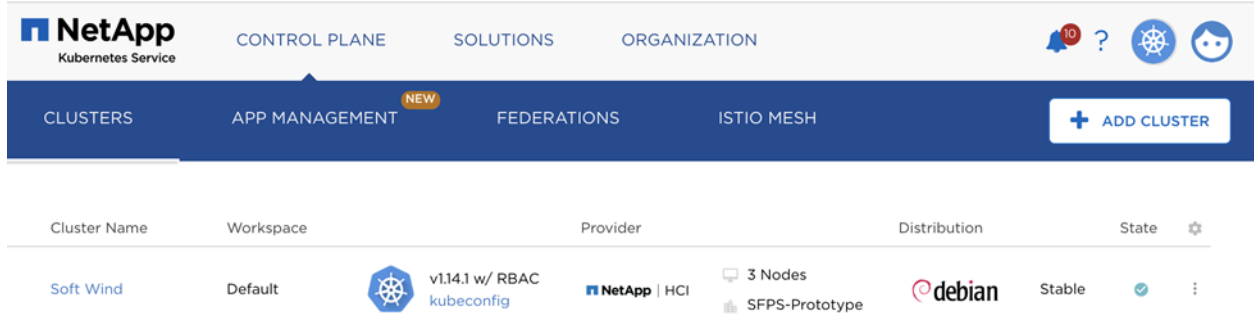 NetApp
Kubernetes Service
CONTROL PLANE SOLUTIONS ORGANIZATION 10 ?
CLUSTERS APP MANAGEMENT NEW FEDERATIONS ISTIO MESH + ADD CLUSTER
Cluster Name Workspace Provider Distribution State
Soft Wind Default v1.14.1 w/ RBAC NetApp | HCI 3 Nodes debian Stable
kubeconfig SFPS-Prototype